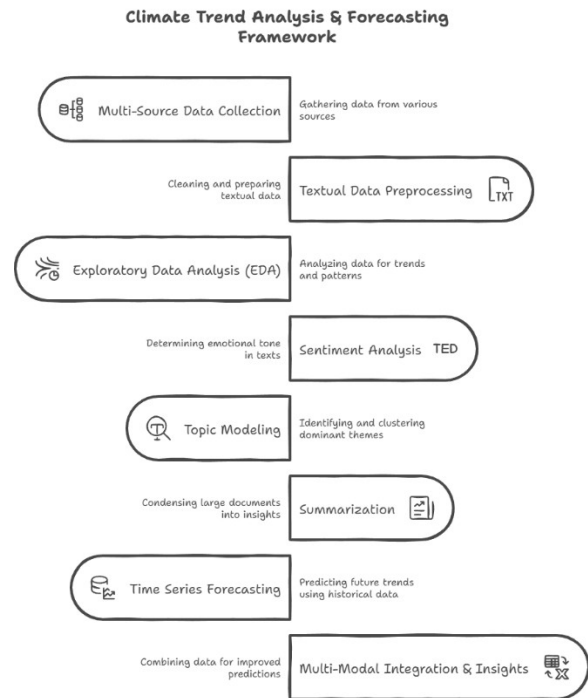 Climate Trend Analysis & Forecasting
Framework
Multi-Source Data Collection
Gathering data from various
sources
Cleaning and preparing
textual data
Textual Data Preprocessing
TXT
Exploratory Data Analysis (EDA)
Analyzing data for trends
and patterns
Determining emotional tone
in texts
Sentiment Analysis TED
T
Topic Modeling
Identifying and clustering
dominant themes
Condensing large documents
into insights
Summarization
Time Series Forecasting
Predicting future trends
using historical data
Combining data for improved
predictions
Multi-Modal Integration & Insights